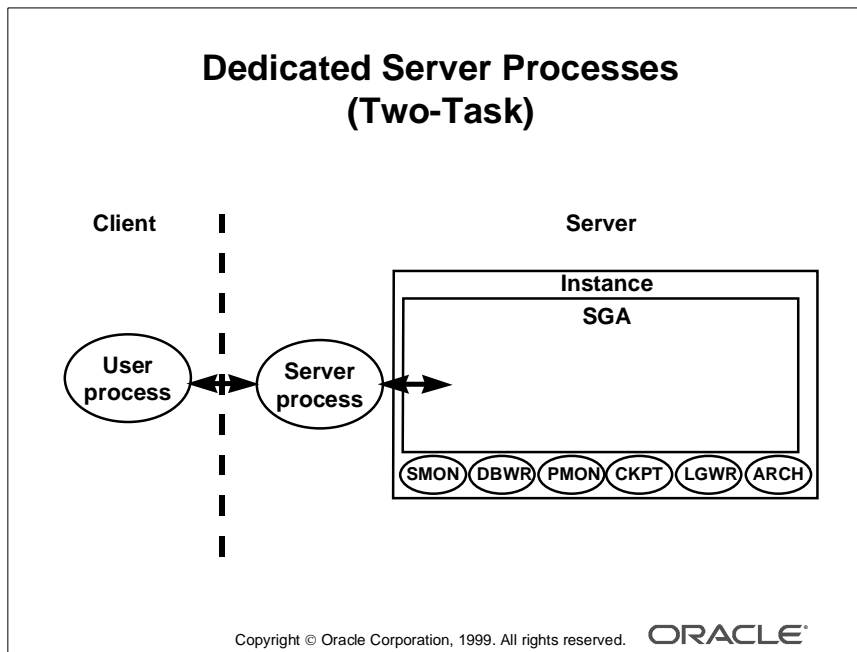 Dedicated Server Processes
(Two-Task)
Client
Server
Instance
SGA
User
process
Server
process
SMON DBWR PMON CKPT LGWR ARCH
Copyright © Oracle Corporation, 1999. All rights reserved. ORACLE®